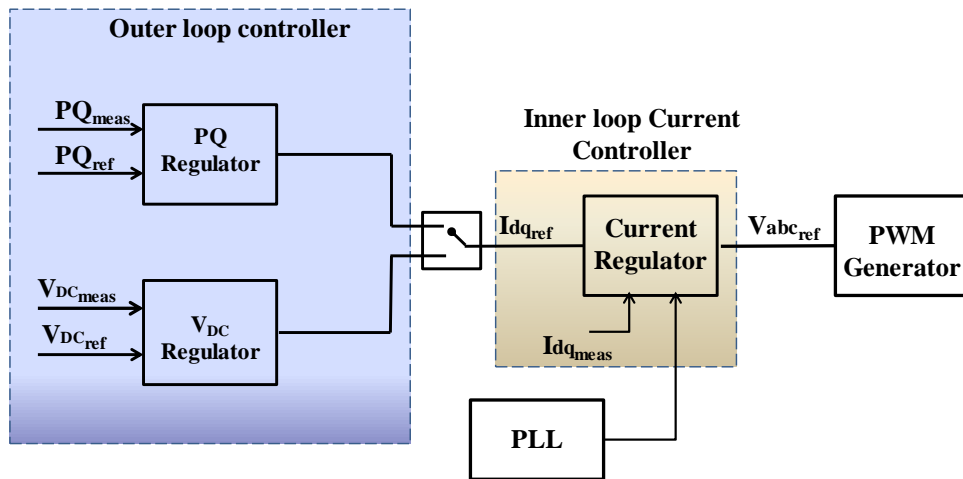 Outer loop controller
PQmeas
PQref
PQ
Regulator
VDCmeas
VDCref
VDC
Regulator
Inner loop Current
Controller
Idqref
Current
Regulator
Idqmeas
Vabcref
PWM
Generator
PLL